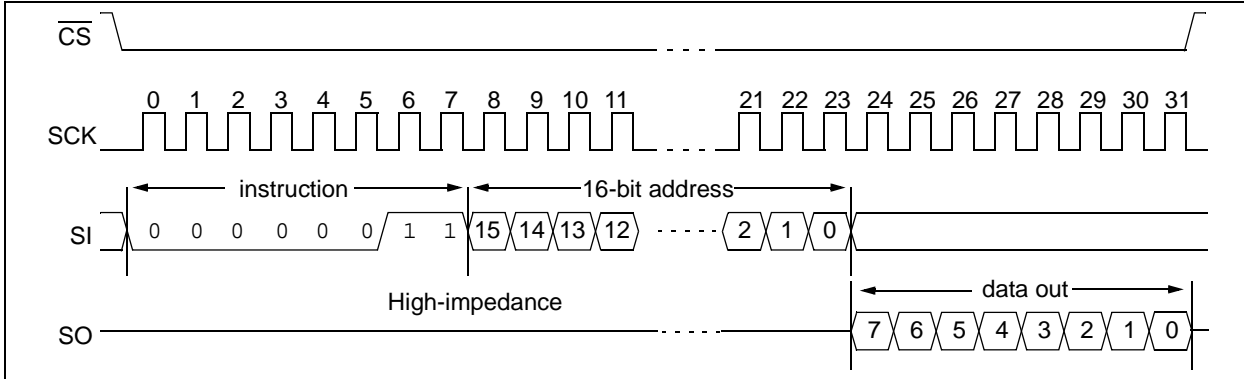 CS
0 1 2 3 4 5 6 7 8 9 10 11 21 22 23 24 25 26 27 28 29 30 31
SCK
instruction 16-bit address
SI 0 0 0 0 0 0 1 1 15 14 13 12 2 1 0
High-impedance data out
SO 7 6 5 4 3 2 1 0